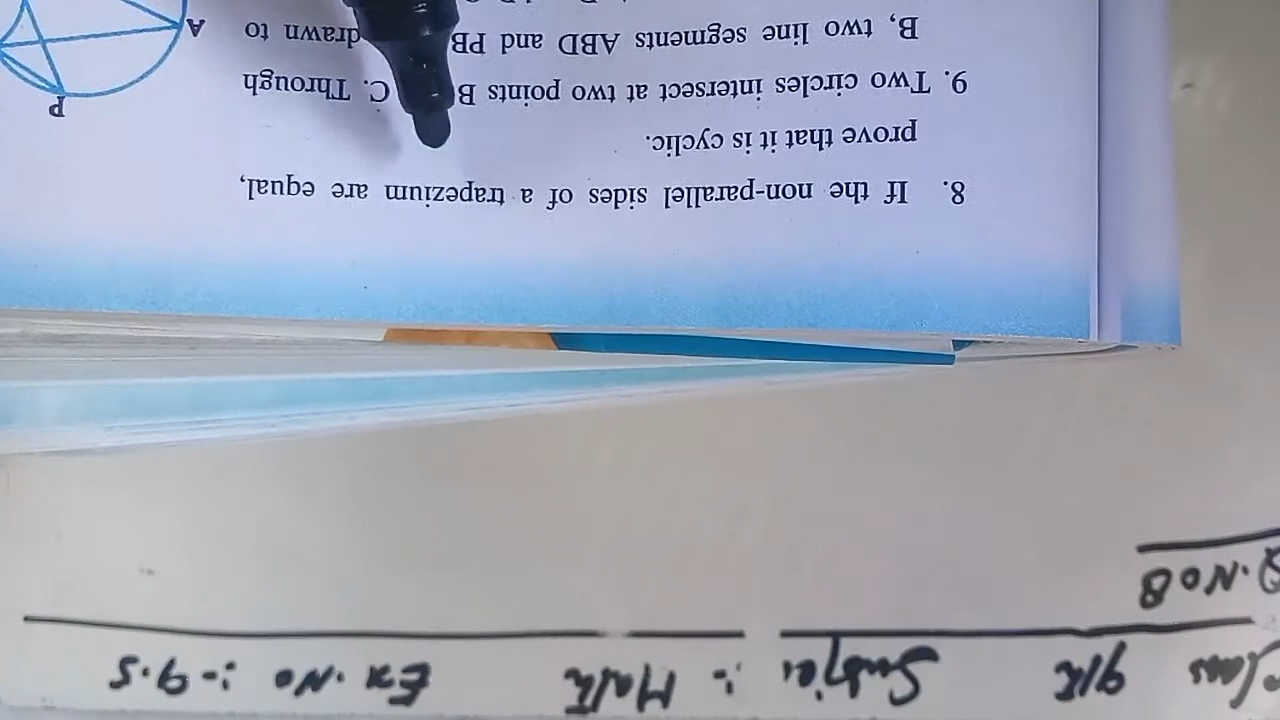 Class 9th Subject :- Math Ex. No :- 9.5
Q. No 8
8. If the non-parallel sides of a trapezium are equal,
prove that it is cyclic.
9. Two circles intersect at two points B C. Through
B, two line segments ABD and PB drawn to
P
A